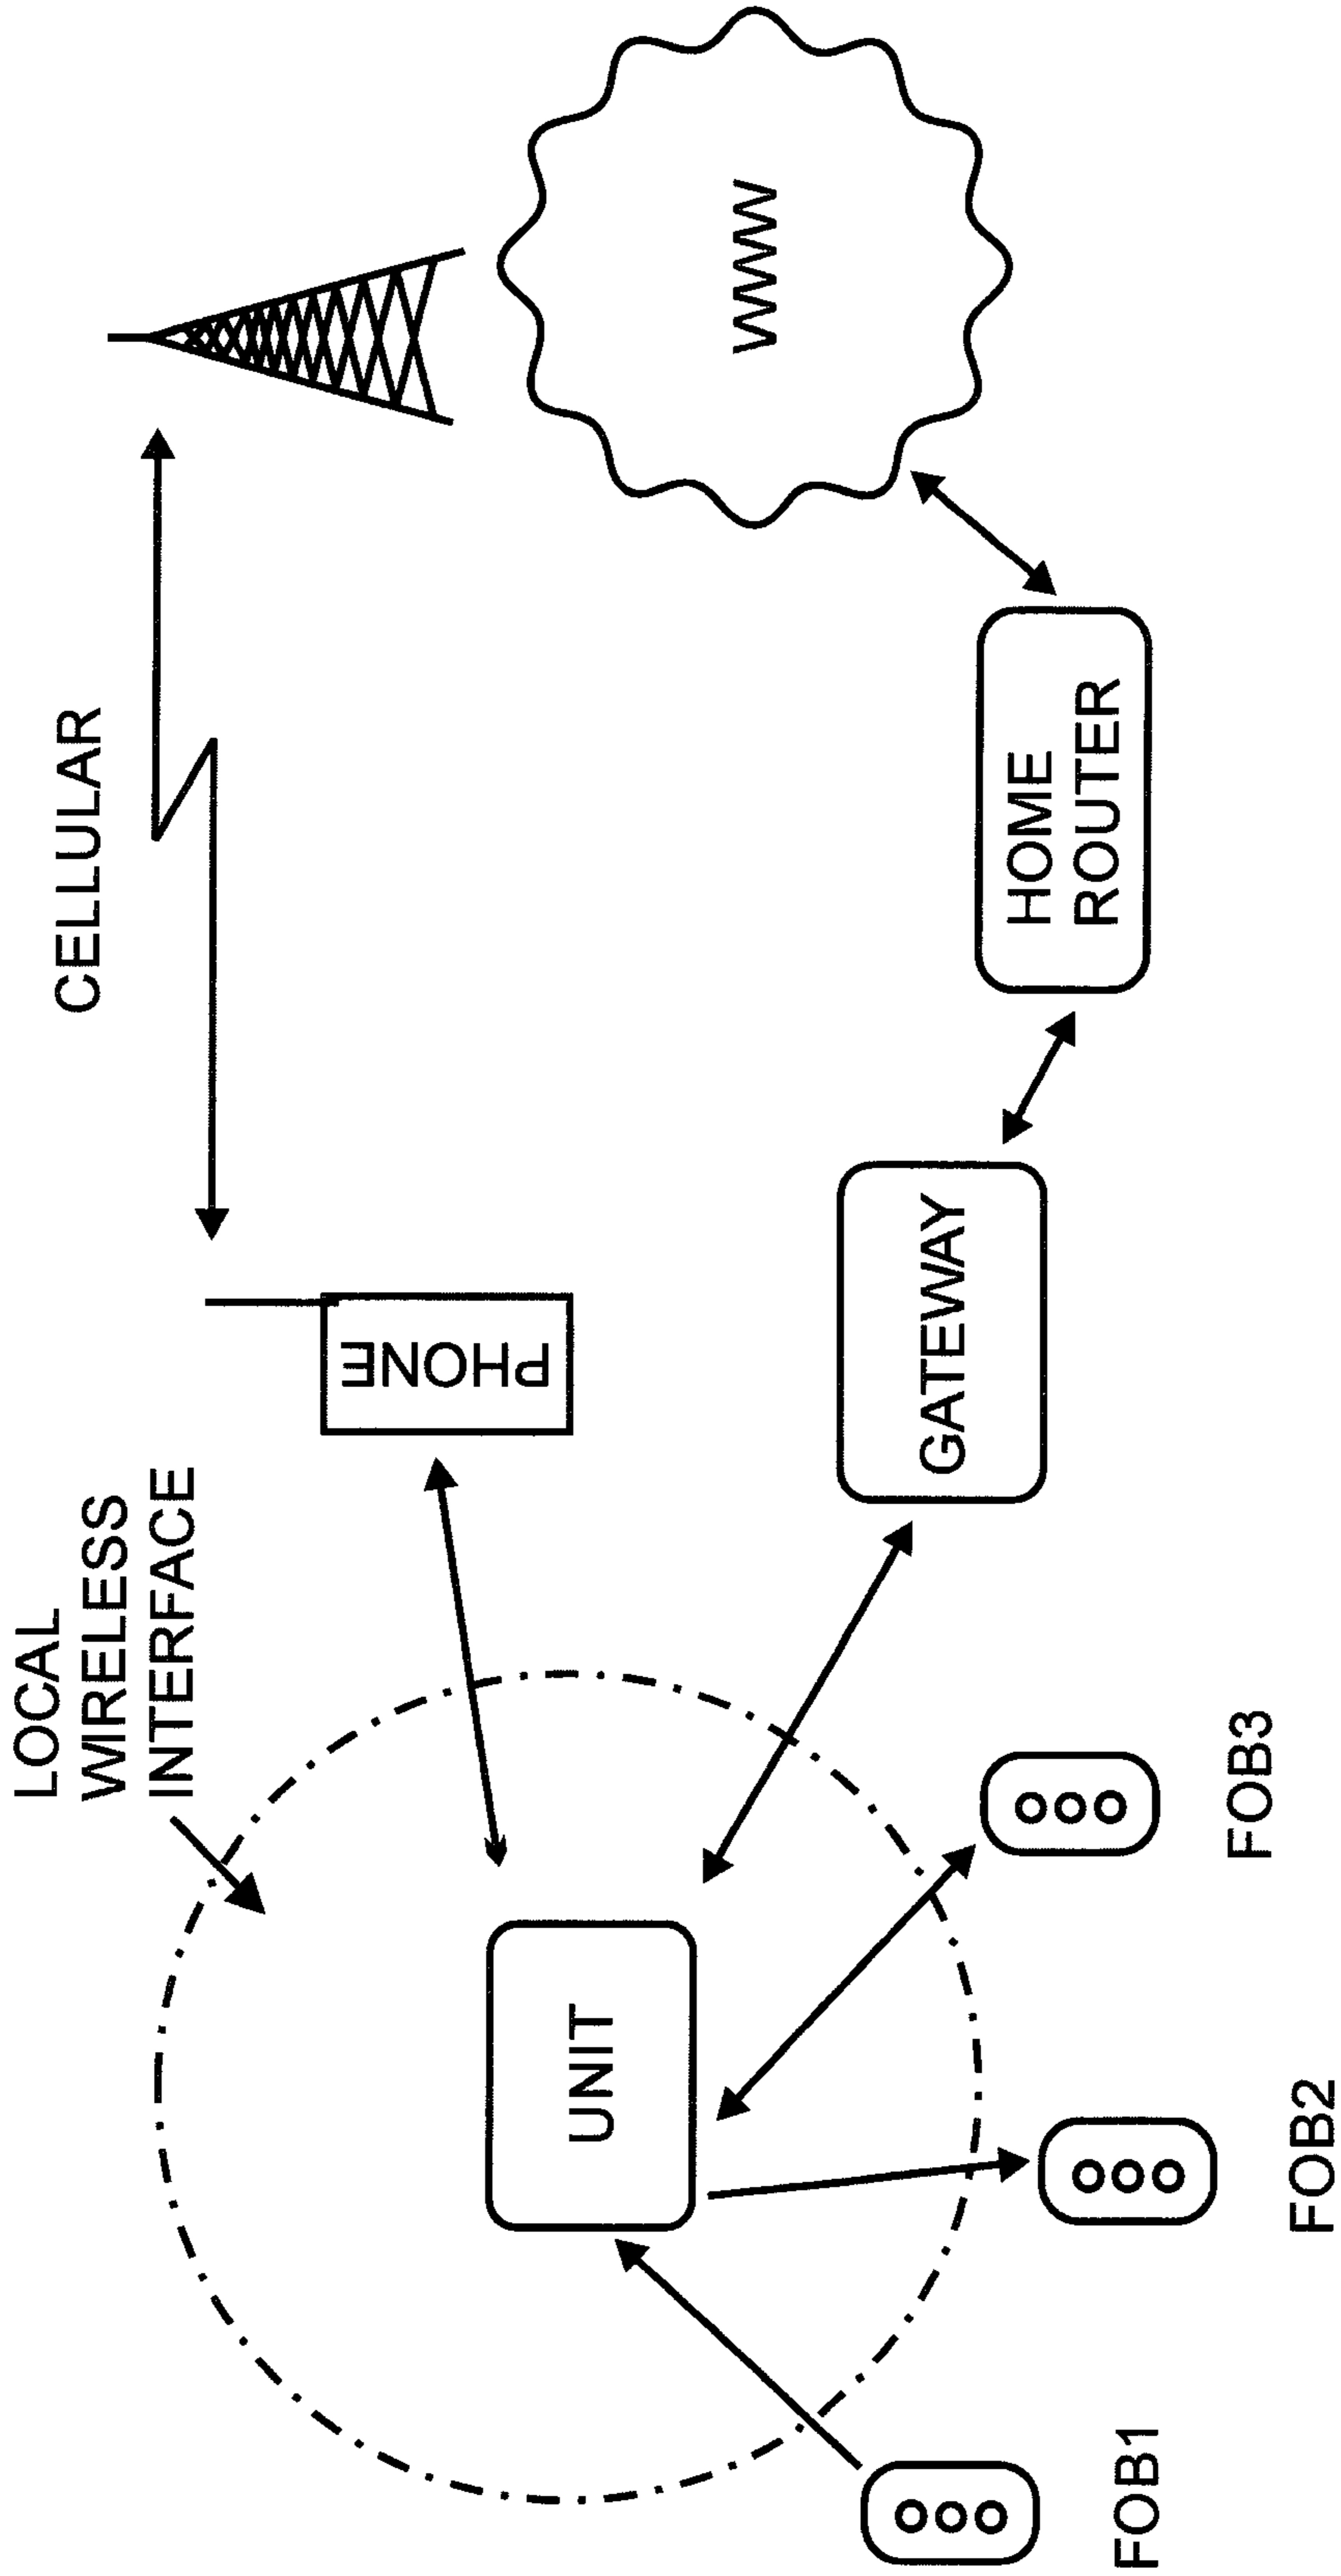 LOCAL
WIRELESS
INTERFACE
CELLULAR
PHONE
WWW
UNIT
GATEWAY
HOME
ROUTER
FOB1
FOB2
FOB3